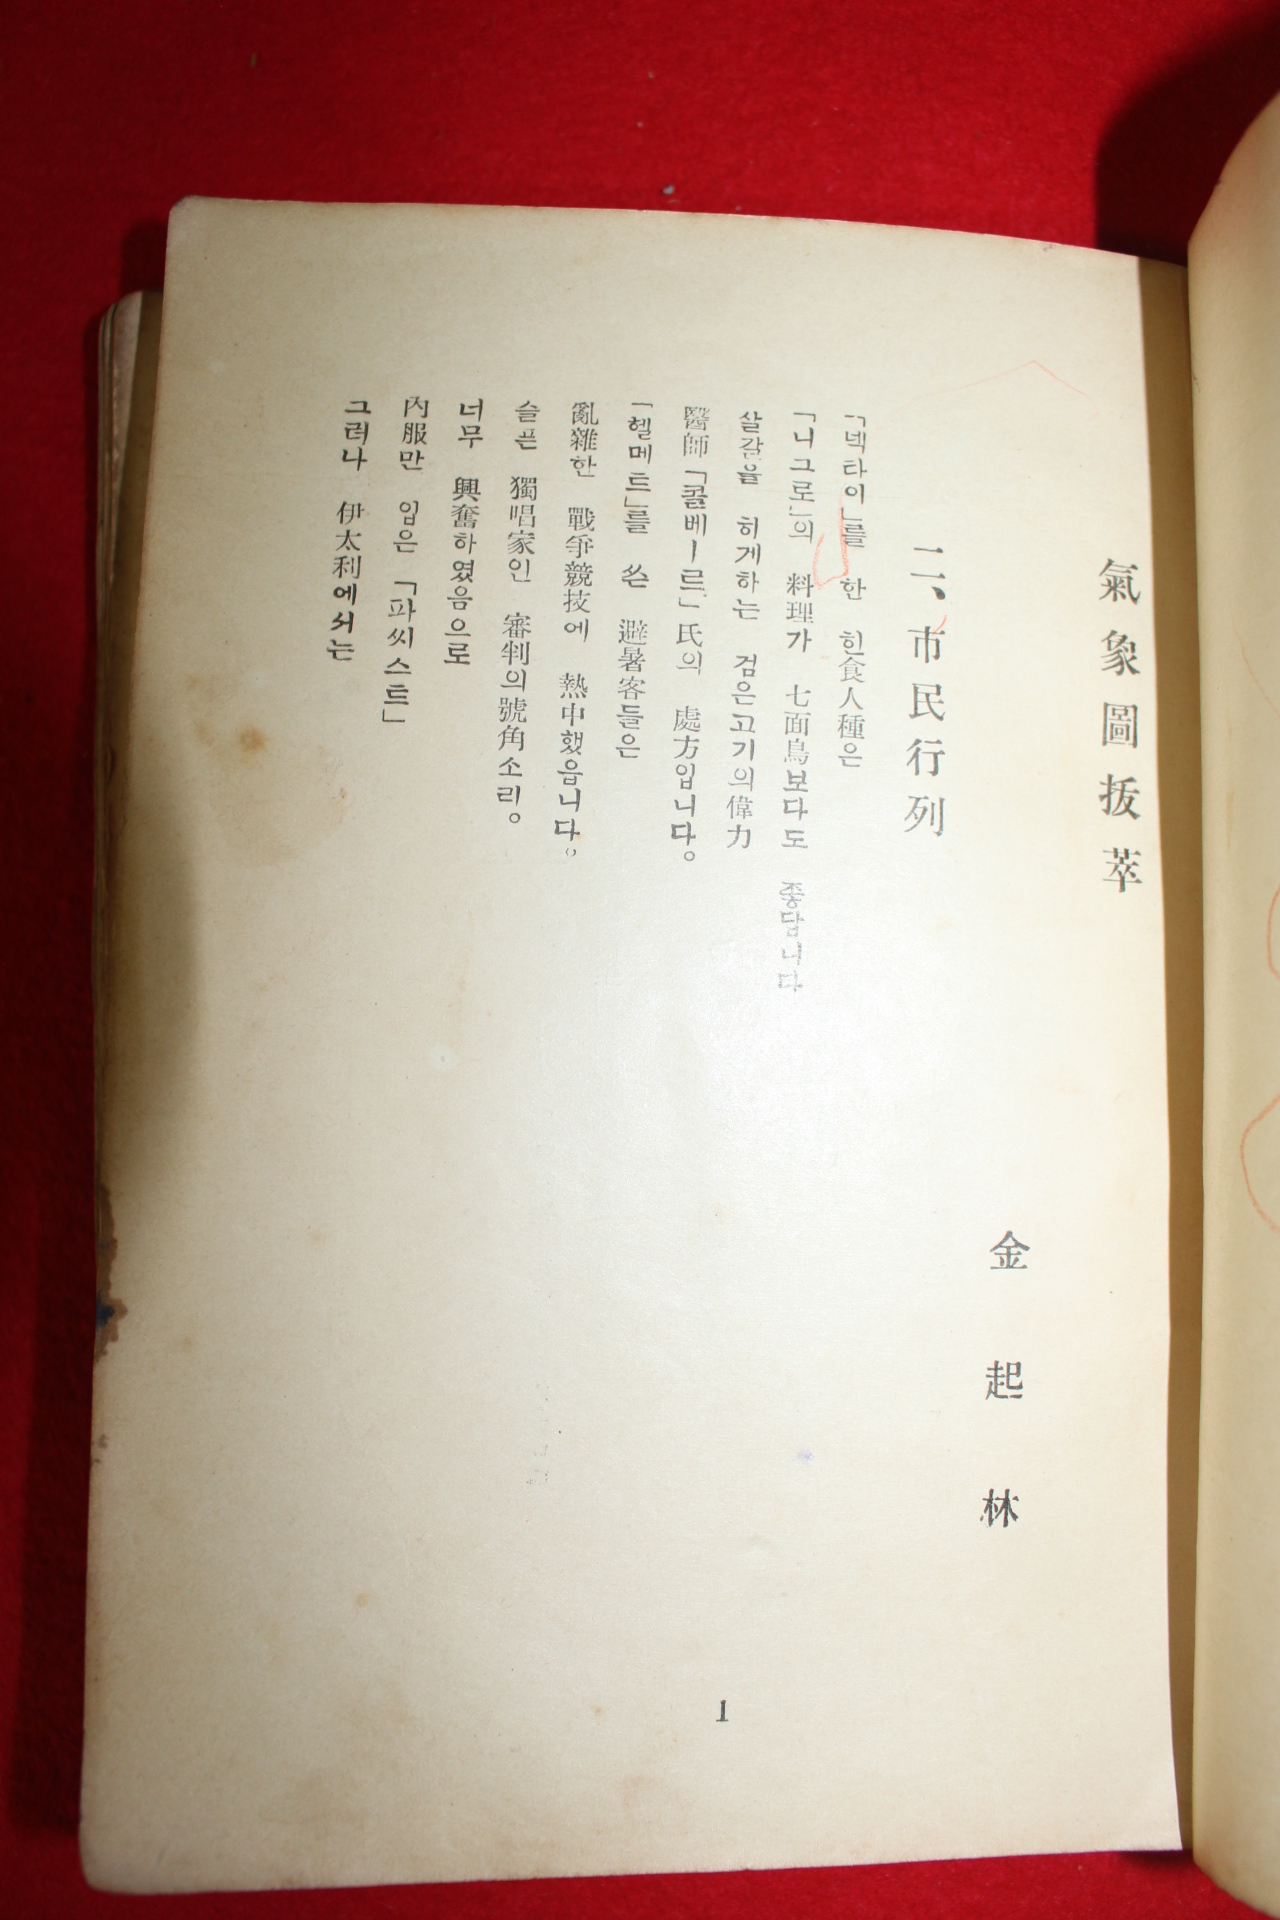 氣象圖拔萃
金起林
二、市民行列
「넥타이」를 한 힌食人種은
「니그로」의 料理가 七面鳥보다도 좋답니다
살갈을 히게하는 검은고기의偉力
醫師「콜베ー르」氏의 處方입니다。
「헬메트」를 쓴 避暑客들은
亂雜한 戰爭競技에 熱中했읍니다。
슬픈 獨唱家인 審判의號角소리。
너무 興奮하였음으로
內服만 입은「파씨스트」
그러나 伊太利에서는
1